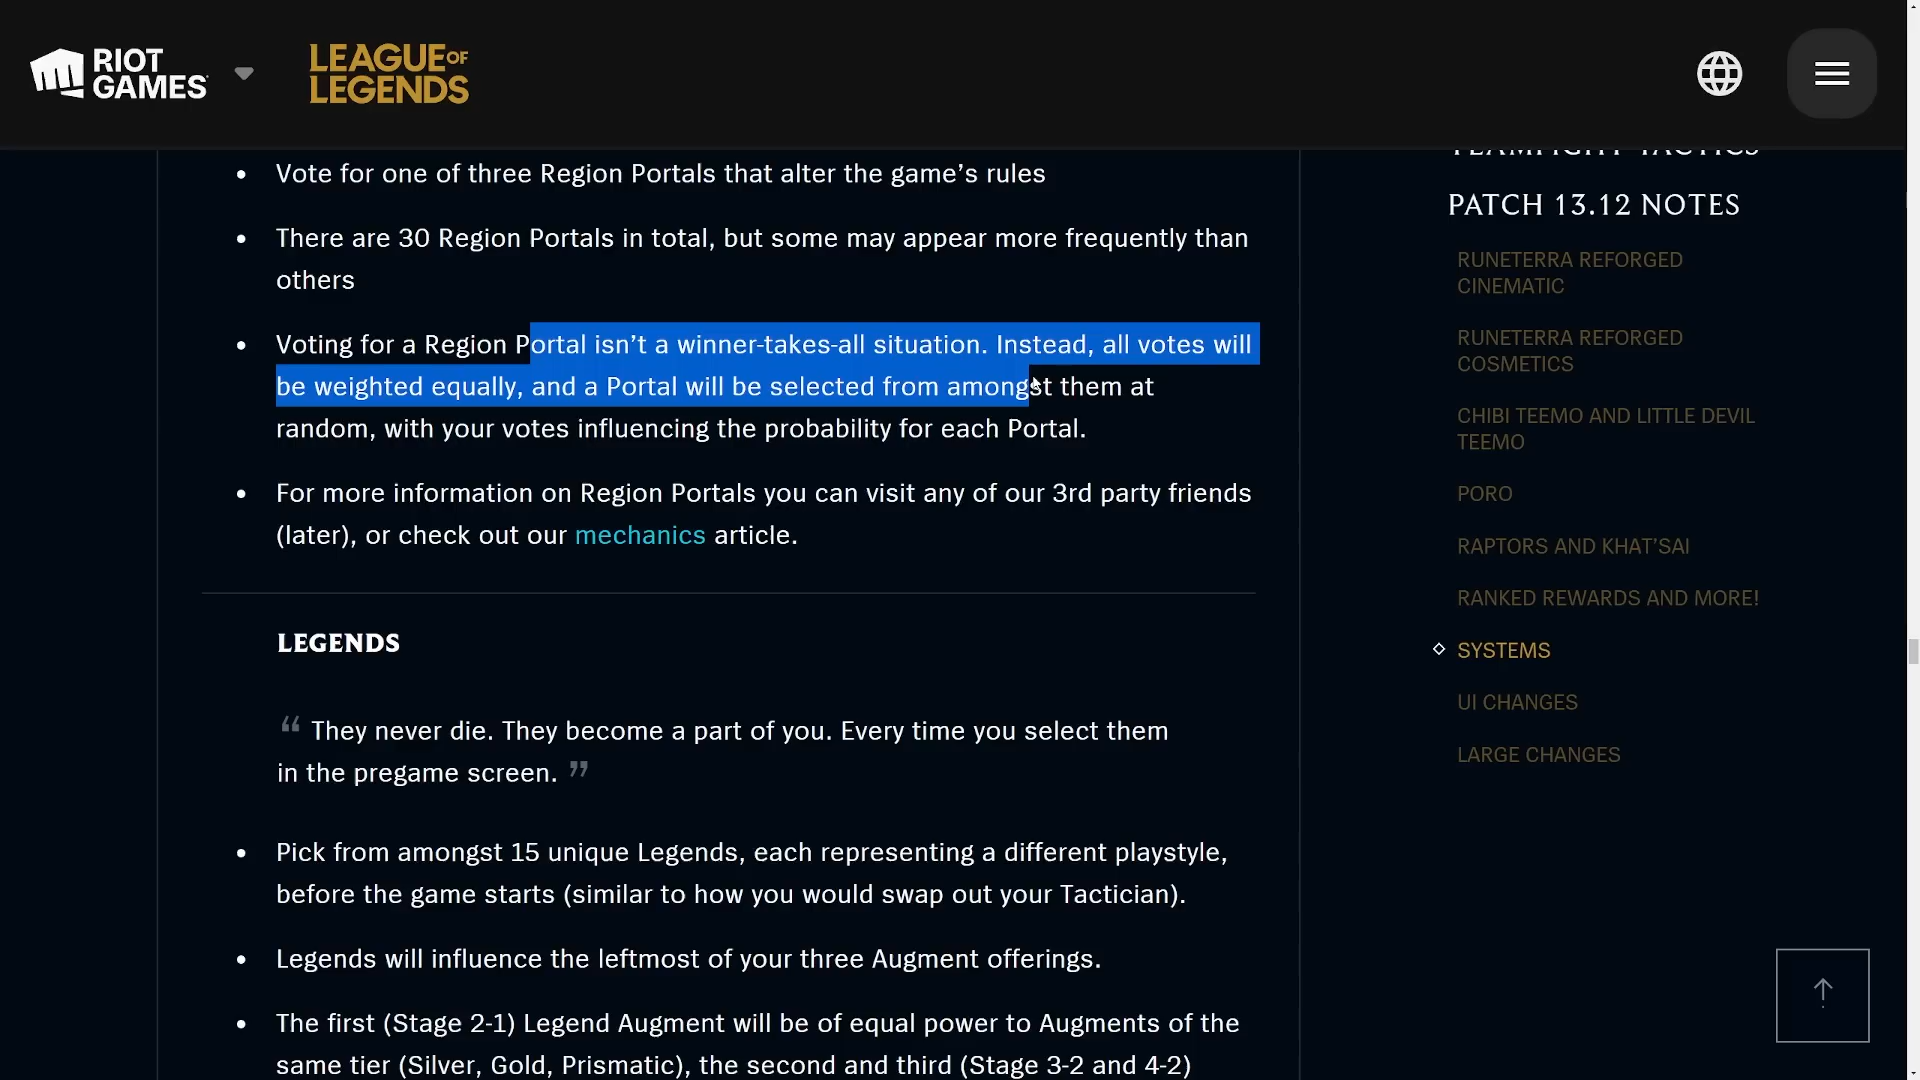 RIOT GAMES
LEAGUE OF LEGENDS
Vote for one of three Region Portals that alter the game’s rules
There are 30 Region Portals in total, but some may appear more frequently than
others
Voting for a Region Portal isn’t a winner-takes-all situation. Instead, all votes will
be weighted equally, and a Portal will be selected from amongst them at
random, with your votes influencing the probability for each Portal.
For more information on Region Portals you can visit any of our 3rd party friends
(later), or check out our mechanics article.
LEGENDS
“ They never die. They become a part of you. Every time you select them
in the pregame screen. ”
Pick from amongst 15 unique Legends, each representing a different playstyle,
before the game starts (similar to how you would swap out your Tactician).
Legends will influence the leftmost of your three Augment offerings.
The first (Stage 2-1) Legend Augment will be of equal power to Augments of the
same tier (Silver, Gold, Prismatic), the second and third (Stage 3-2 and 4-2)
TEAMFIGHT TACTICS
PATCH 13.12 NOTES
RUNETERRA REFORGED
CINEMATIC
RUNETERRA REFORGED
COSMETICS
CHIBI TEEMO AND LITTLE DEVIL
TEEMO
PORO
RAPTORS AND KHAT’SAI
RANKED REWARDS AND MORE!
SYSTEMS
UI CHANGES
LARGE CHANGES